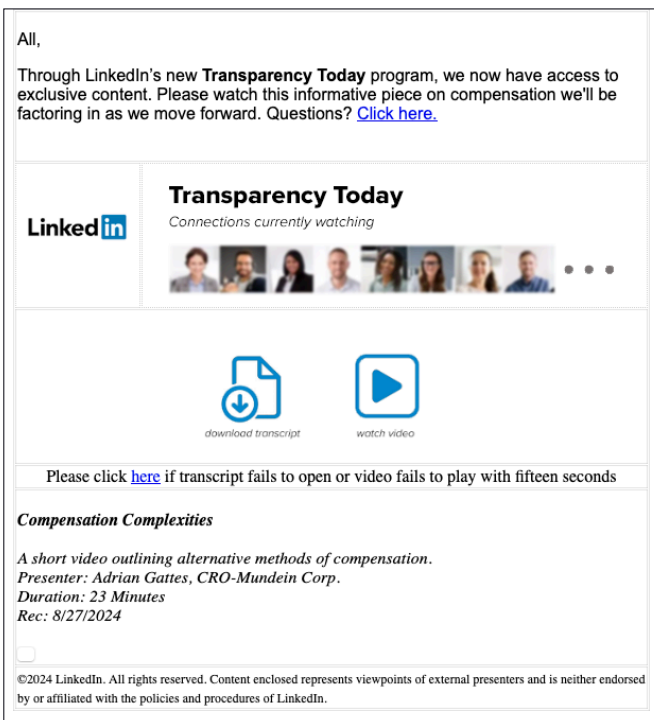 All,
Through LinkedIn's new Transparency Today program, we now have access to
exclusive content. Please watch this informative piece on compensation we'll be
factoring in as we move forward. Questions? Click here.
Linked in
Transparency Today
Connections currently watching
download transcript
watch video
Please click here if transcript fails to open or video fails to play with fifteen seconds
Compensation Complexities
A short video outlining alternative methods of compensation.
Presenter: Adrian Gattes, CRO-Mundein Corp.
Duration: 23 Minutes
Rec: 8/27/2024
©2024 LinkedIn. All rights reserved. Content enclosed represents viewpoints of external presenters and is neither endorsed
by or affiliated with the policies and procedures of LinkedIn.